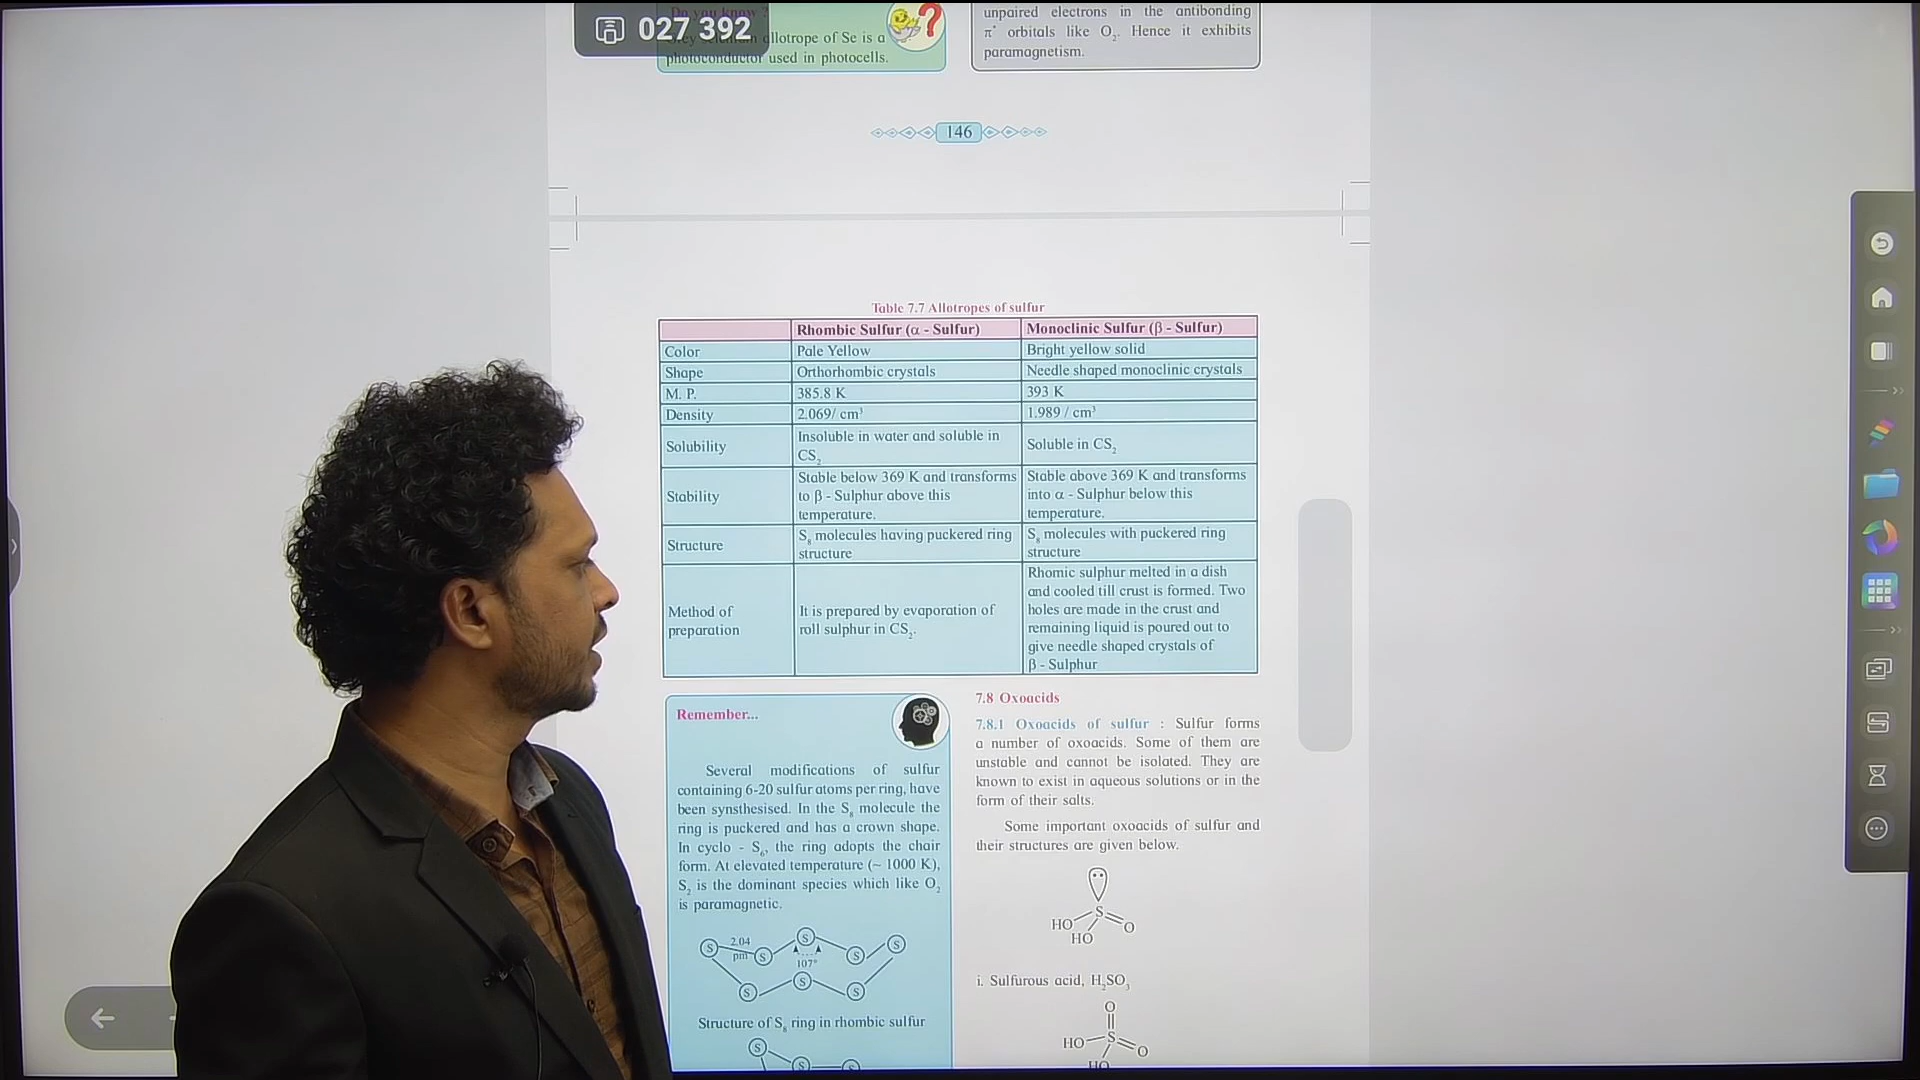 027 392
Do you know ?
Grey selenium allotrope of Se is a
photoconductor used in photocells.
unpaired electrons in the antibonding
π* orbitals like O₂. Hence it exhibits
paramagnetism.
146
Table 7.7 Allotropes of sulfur
Rhombic Sulfur (α - Sulfur) Monoclinic Sulfur (β - Sulfur)
Color Pale Yellow Bright yellow solid
Shape Orthorhombic crystals Needle shaped monoclinic crystals
M. P. 385.8 K 393 K
Density 2.069/ cm³ 1.989 / cm³
Solubility
Insoluble in water and soluble in
CS₂
Soluble in CS₂
Stability
Stable below 369 K and transforms
to β - Sulphur above this
temperature.
Stable above 369 K and transforms
into α - Sulphur below this
temperature.
Structure
S₈ molecules having puckered ring
structure
S₈ molecules with puckered ring
structure
Method of
preparation
It is prepared by evaporation of
roll sulphur in CS₂.
Rhomic sulphur melted in a dish
and cooled till crust is formed. Two
holes are made in the crust and
remaining liquid is poured out to
give needle shaped crystals of
β - Sulphur
Remember...
Several modifications of sulfur
containing 6-20 sulfur atoms per ring, have
been synsthesised. In the S₈ molecule the
ring is puckered and has a crown shape.
In cyclo - S₆, the ring adopts the chair
form. At elevated temperature (~ 1000 K),
S₂ is the dominant species which like O₂
is paramagnetic.
S 2.04 pm S S 107° S S
S S S
Structure of S₈ ring in rhombic sulfur
S
S S
7.8 Oxoacids
7.8.1 Oxoacids of sulfur : Sulfur forms
a number of oxoacids. Some of them are
unstable and cannot be isolated. They are
known to exist in aqueous solutions or in the
form of their salts.
Some important oxoacids of sulfur and
their structures are given below.
S
HO O
HO
i. Sulfurous acid, H₂SO₃
O
HO S O
HO